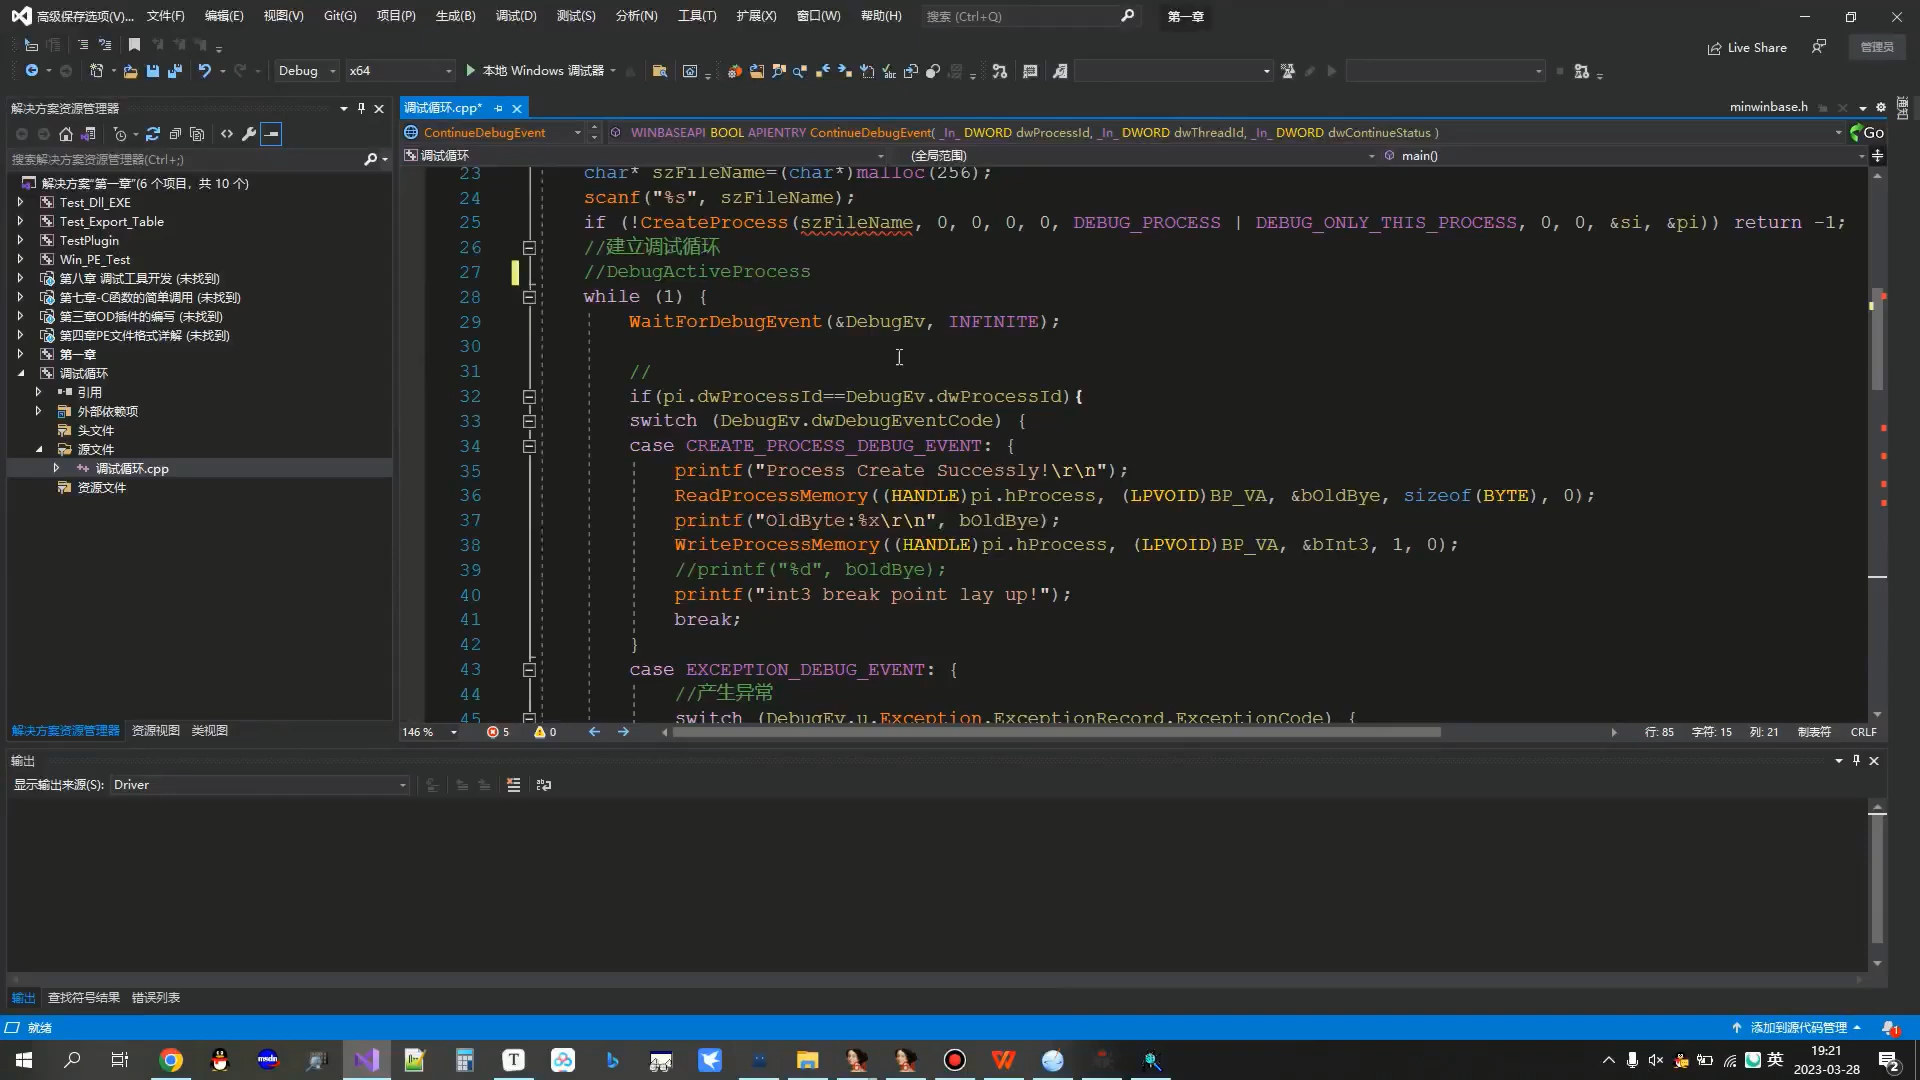 高级保存选项(V)... 文件(F) 编辑(E) 视图(V) Git(G) 项目(P) 生成(B) 调试(D) 测试(S) 分析(N) 工具(T) 扩展(X) 窗口(W) 帮助(H) 搜索 (Ctrl+Q) 第一章
Live Share 管理员
Debug x64 本地 Windows 调试器
解决方案资源管理器
调试循环.cpp* minwinbase.h
ContinueDebugEvent WINBASEAPI BOOL APIENTRY ContinueDebugEvent( _In_ DWORD dwProcessId, _In_ DWORD dwThreadId, _In_ DWORD dwContinueStatus ) Go
搜索解决方案资源管理器(Ctrl+;)
调试循环 (全局范围) main()
解决方案"第一章"(6 个项目, 共 10 个)
Test_Dll_EXE
Test_Export_Table
TestPlugin
Win_PE_Test
第八章 调试工具开发 (未找到)
第七章-C函数的简单调用 (未找到)
第三章OD插件的编写 (未找到)
第四章PE文件格式详解 (未找到)
第一章
调试循环
引用
外部依赖项
头文件
源文件
调试循环.cpp
资源文件
23 char* szFileName=(char*)malloc(256);
24 scanf("%s", szFileName);
25 if (!CreateProcess(szFileName, 0, 0, 0, 0, DEBUG_PROCESS | DEBUG_ONLY_THIS_PROCESS, 0, 0, &si, &pi)) return -1;
26 //建立调试循环
27 //DebugActiveProcess
28 while (1) {
29 WaitForDebugEvent(&DebugEv, INFINITE);
30
31 //
32 if(pi.dwProcessId==DebugEv.dwProcessId){
33 switch (DebugEv.dwDebugEventCode) {
34 case CREATE_PROCESS_DEBUG_EVENT: {
35 printf("Process Create Successly!\r\n");
36 ReadProcessMemory((HANDLE)pi.hProcess, (LPVOID)BP_VA, &bOldBye, sizeof(BYTE), 0);
37 printf("OldByte:%x\r\n", bOldBye);
38 WriteProcessMemory((HANDLE)pi.hProcess, (LPVOID)BP_VA, &bInt3, 1, 0);
39 //printf("%d", bOldBye);
40 printf("int3 break point lay up!");
41 break;
42 }
43 case EXCEPTION_DEBUG_EVENT: {
44 //产生异常
45 switch (DebugEv.u.Exception.ExceptionRecord.ExceptionCode) {
解决方案资源管理器 资源视图 类视图
146 % 5 0 行: 85 字符: 15 列: 21 制表符 CRLF
输出
显示输出来源(S): Driver
输出 查找符号结果 错误列表
就绪 添加到源代码管理 1
英 19:21
2023-03-28 2